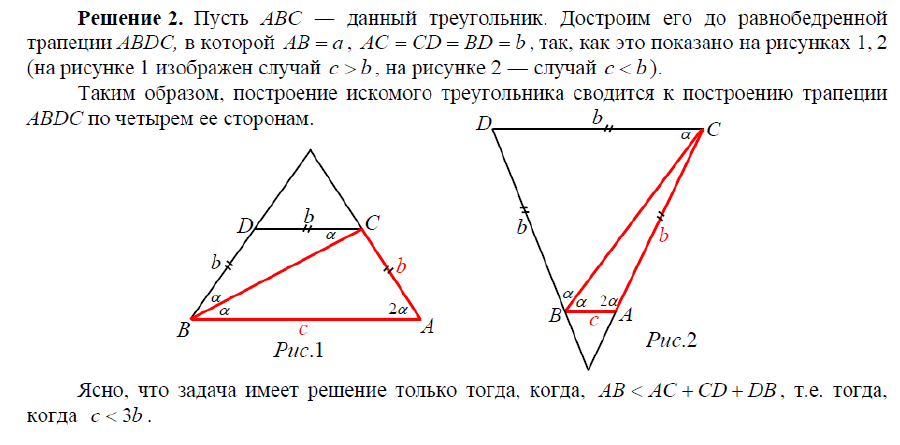 Решение 2. Пусть ABC — данный треугольник. Достроим его до равнобедренной
трапеции ABDC, в которой AB = a, AC = CD = BD = b, так, как это показано на рисунках 1, 2
(на рисунке 1 изображен случай c > b, на рисунке 2 — случай c < b).
Таким образом, построение искомого треугольника сводится к построению трапеции
ABDC по четырем ее сторонам.
D b C
α
b
b
D b C
α
b
b
α
α
2α
B c A
Рис.1
α
α 2α
B c A
Рис.2
Ясно, что задача имеет решение только тогда, когда, AB < AC + CD + DB, т.е. тогда,
когда c < 3b.